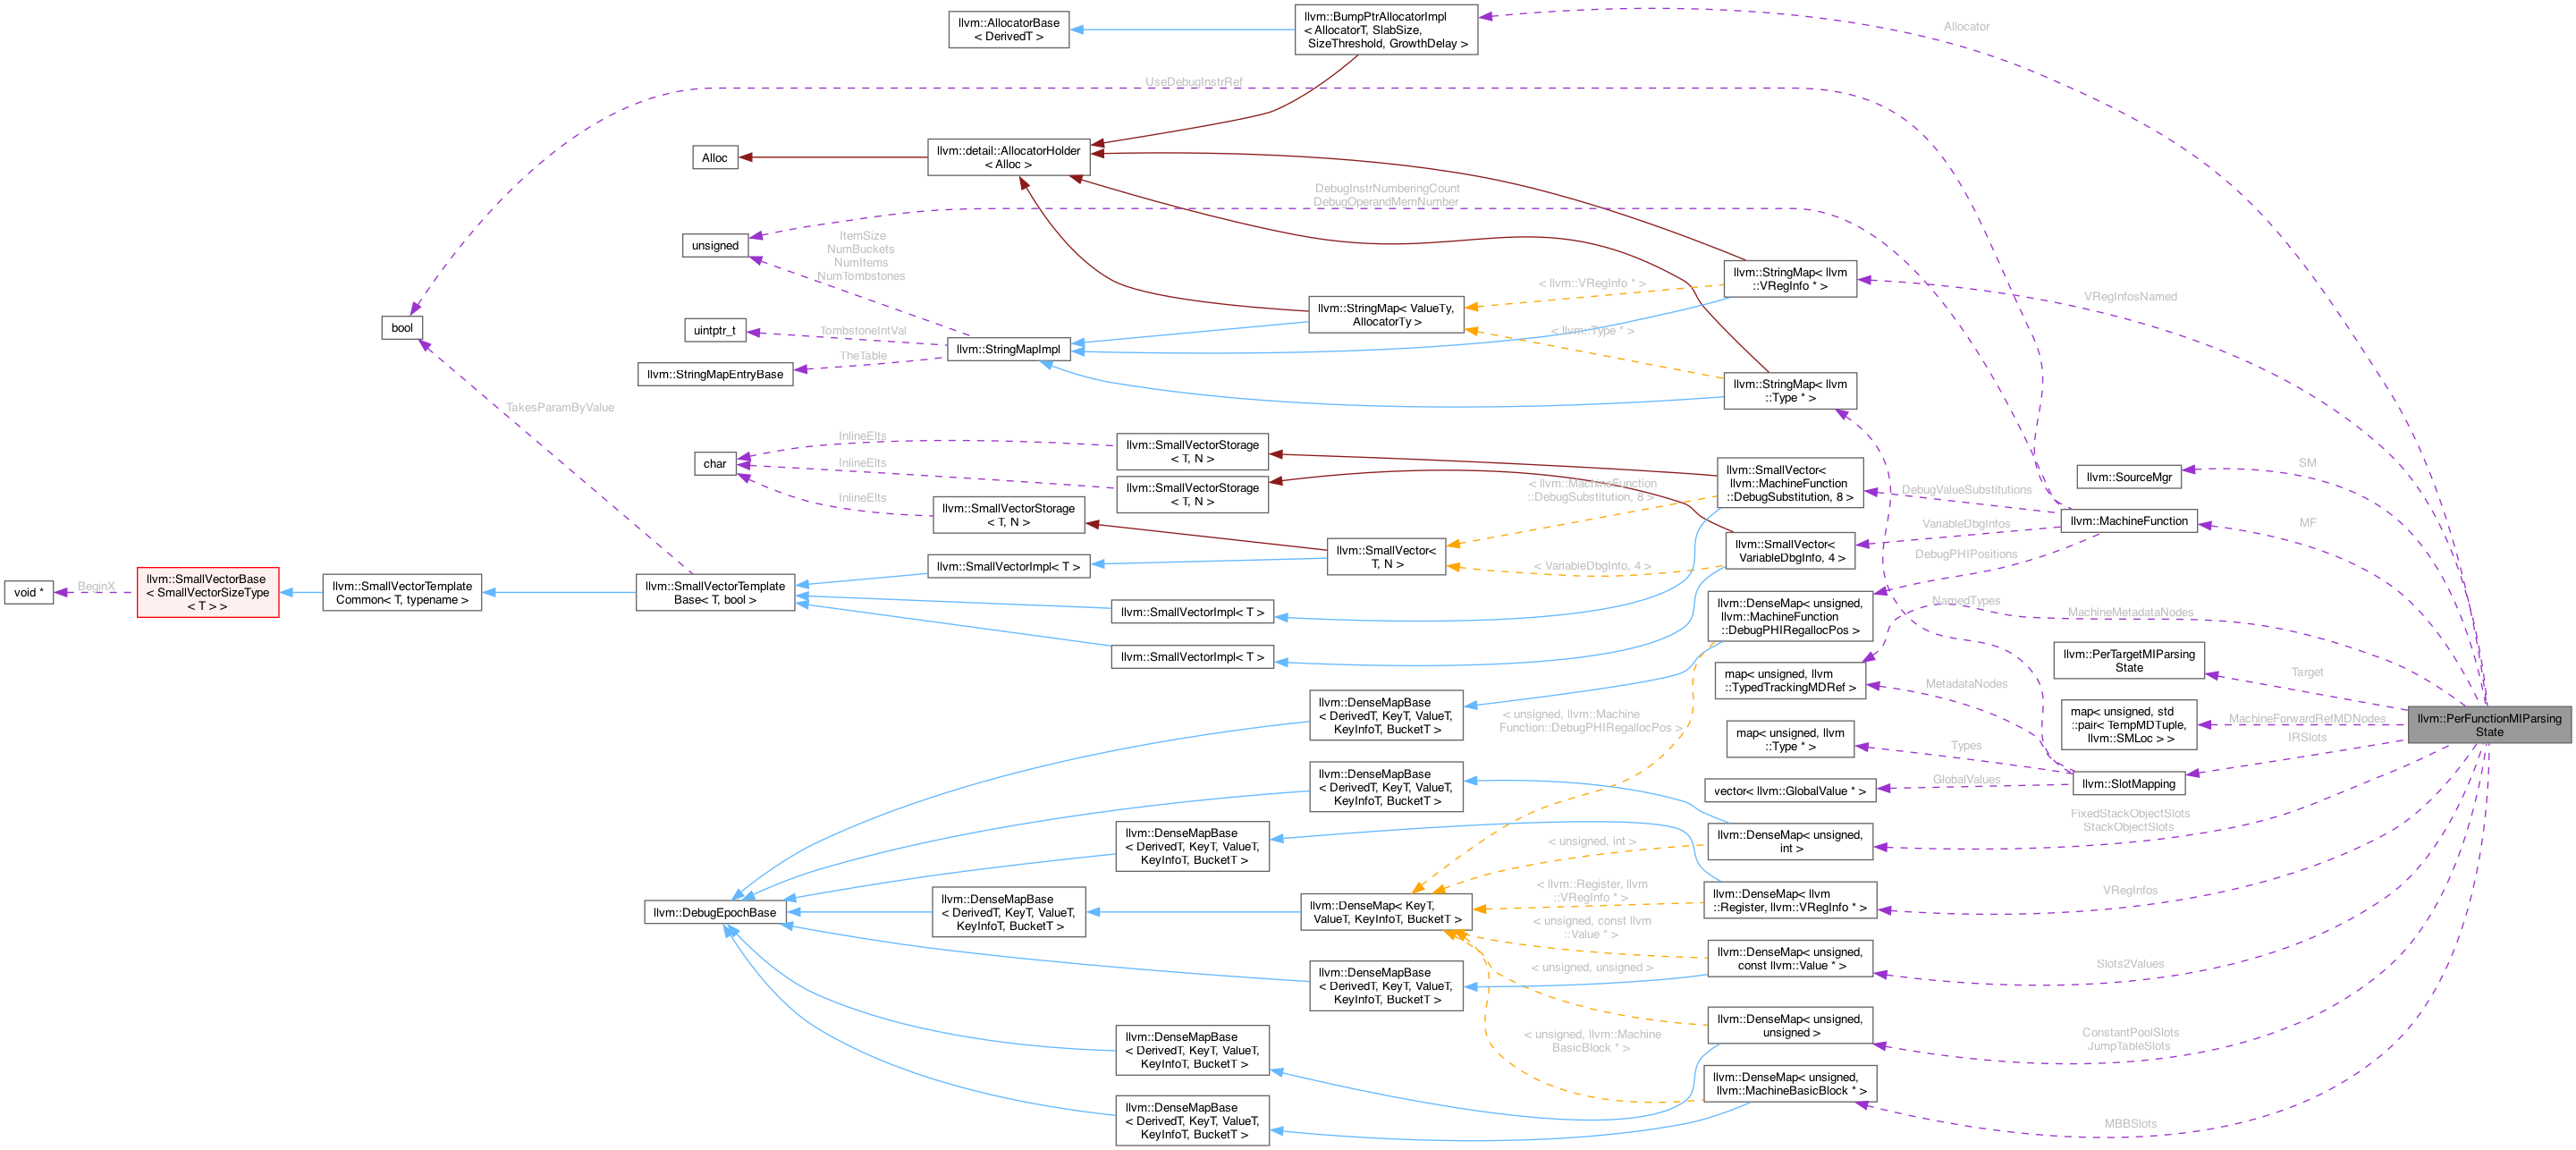 llvm::AllocatorBase
< DerivedT >
llvm::BumpPtrAllocatorImpl
< AllocatorT, SlabSize,
SizeThreshold, GrowthDelay >
Allocator
UseDebugInstrRef
Alloc
llvm::detail::AllocatorHolder
< Alloc >
DebugInstrNumberingCount
DebugOperandMemNumber
unsigned
ItemSize
NumBuckets
NumItems
NumTombstones
llvm::StringMap< llvm
::VRegInfo * >
< llvm::VRegInfo * >
VRegInfosNamed
bool
uintptr_t
TombstoneIntVal
llvm::StringMap< ValueTy,
AllocatorTy >
< llvm::Type * >
llvm::StringMapImpl
TheTable
llvm::StringMapEntryBase
llvm::StringMap< llvm
::Type * >
TakesParamByValue
InlineElts
llvm::SmallVectorStorage
< T, N >
char
InlineElts
llvm::SmallVectorStorage
< T, N >
InlineElts
llvm::SmallVectorStorage
< T, N >
< llvm::MachineFunction
::DebugSubstitution, 8 >
llvm::SmallVector<
llvm::MachineFunction
::DebugSubstitution, 8 >
DebugValueSubstitutions
llvm::SourceMgr
SM
llvm::MachineFunction
MF
VariableDbgInfos
llvm::SmallVector<
VariableDbgInfo, 4 >
DebugPHIPositions
llvm::SmallVector<
T, N >
< VariableDbgInfo, 4 >
void *
BeginX
llvm::SmallVectorBase
< SmallVectorSizeType
< T > >
llvm::SmallVectorTemplate
Common< T, typename >
llvm::SmallVectorTemplate
Base< T, bool >
llvm::SmallVectorImpl< T >
llvm::SmallVectorImpl< T >
llvm::SmallVectorImpl< T >
llvm::DenseMap< unsigned,
llvm::MachineFunction
::DebugPHIRegallocPos >
NamedTypes
MachineMetadataNodes
llvm::PerTargetMIParsing
State
Target
map< unsigned, llvm
::TypedTrackingMDRef >
MetadataNodes
map< unsigned, std
::pair< TempMDTuple,
llvm::SMLoc > >
MachineForwardRefMDNodes
IRSlots
llvm::PerFunctionMIParsing
State
llvm::DenseMapBase
< DerivedT, KeyT, ValueT,
KeyInfoT, BucketT >
< unsigned, llvm::Machine
Function::DebugPHIRegallocPos >
map< unsigned, llvm
::Type * >
Types
llvm::SlotMapping
GlobalValues
vector< llvm::GlobalValue * >
llvm::DenseMapBase
< DerivedT, KeyT, ValueT,
KeyInfoT, BucketT >
FixedStackObjectSlots
StackObjectSlots
llvm::DenseMap< unsigned,
int >
< unsigned, int >
llvm::DenseMapBase
< DerivedT, KeyT, ValueT,
KeyInfoT, BucketT >
llvm::DebugEpochBase
llvm::DenseMapBase
< DerivedT, KeyT, ValueT,
KeyInfoT, BucketT >
llvm::DenseMap< KeyT,
ValueT, KeyInfoT, BucketT >
< llvm::Register, llvm
::VRegInfo * >
llvm::DenseMap< llvm
::Register, llvm::VRegInfo * >
VRegInfos
< unsigned, const llvm
::Value * >
llvm::DenseMap< unsigned,
const llvm::Value * >
Slots2Values
< unsigned, unsigned >
llvm::DenseMapBase
< DerivedT, KeyT, ValueT,
KeyInfoT, BucketT >
llvm::DenseMap< unsigned,
unsigned >
ConstantPoolSlots
JumpTableSlots
< unsigned, llvm::Machine
BasicBlock * >
llvm::DenseMapBase
< DerivedT, KeyT, ValueT,
KeyInfoT, BucketT >
llvm::DenseMap< unsigned,
llvm::MachineBasicBlock * >
MBBSlots
llvm::DenseMapBase
< DerivedT, KeyT, ValueT,
KeyInfoT, BucketT >